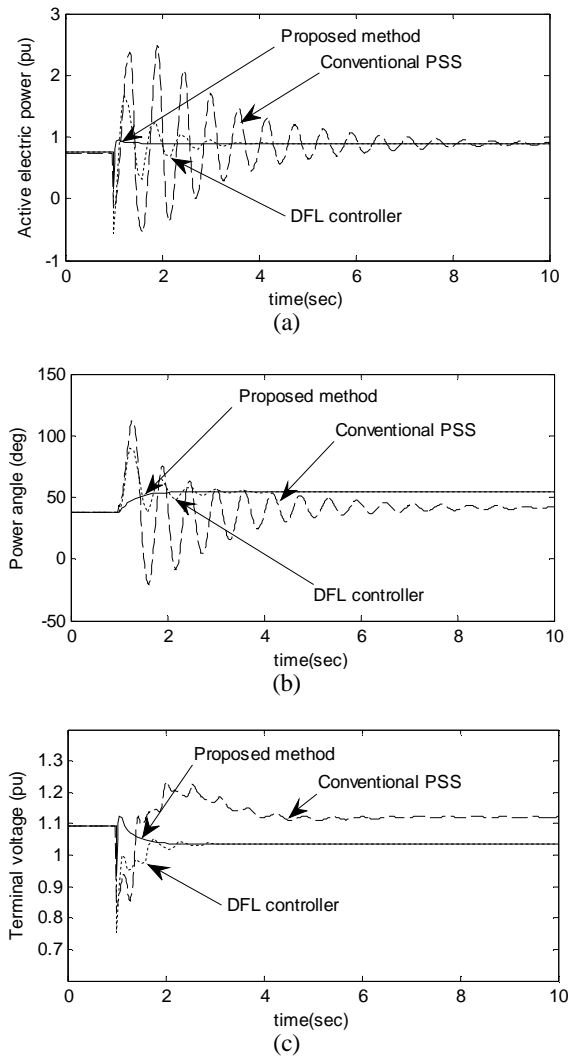 3
Proposed method
Conventional PSS
2
1
0
DFL controller
-1
Active electric power (pu)
0 2 4 6 8 10
time(sec)
(a)
150
Proposed method
100
Conventional PSS
50
0
DFL controller
-50
Power angle (deg)
0 2 4 6 8 10
time(sec)
(b)
1.3
Proposed method
1.2
Conventional PSS
1.1
1
0.9
DFL controller
0.8
0.7
Terminal voltage (pu)
0 2 4 6 8 10
time(sec)
(c)